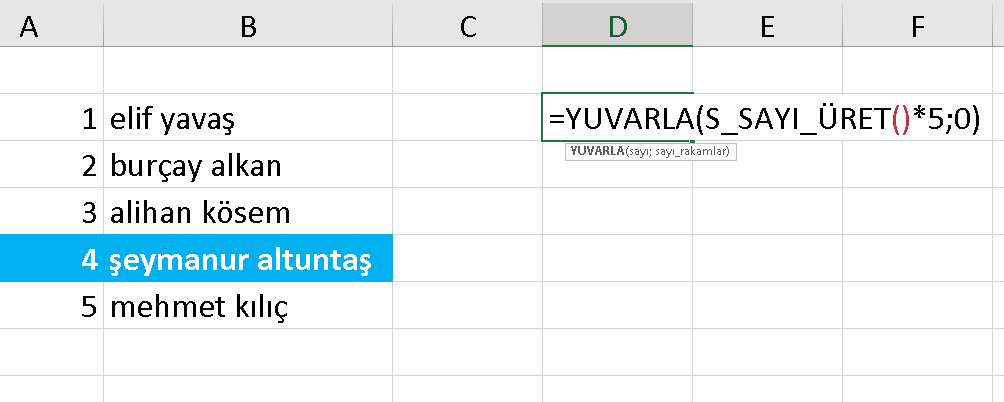 A B C D E F
1 elif yavaş =YUVARLA(S_SAYI_ÜRET()*5;0)
YUVARLA(sayı; sayı_rakamlar)
2 burçay alkan
3 alihan kösem
4 şeymanur altuntaş
5 mehmet kılıç